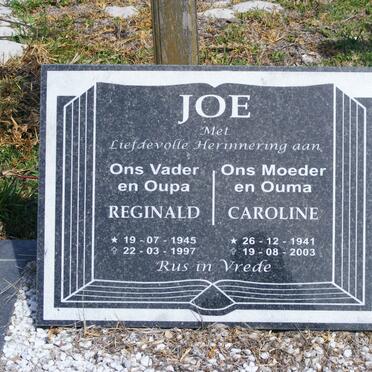 JOE
Met
Liefdevolle Herinnering aan
Ons Vader
en Oupa
REGINALD
★ 19 - 07 - 1945
✞ 22 - 03 - 1997
Ons Moeder
en Ouma
CAROLINE
★ 26 - 12 - 1941
✞ 19 - 08 - 2003
Rus in Vrede